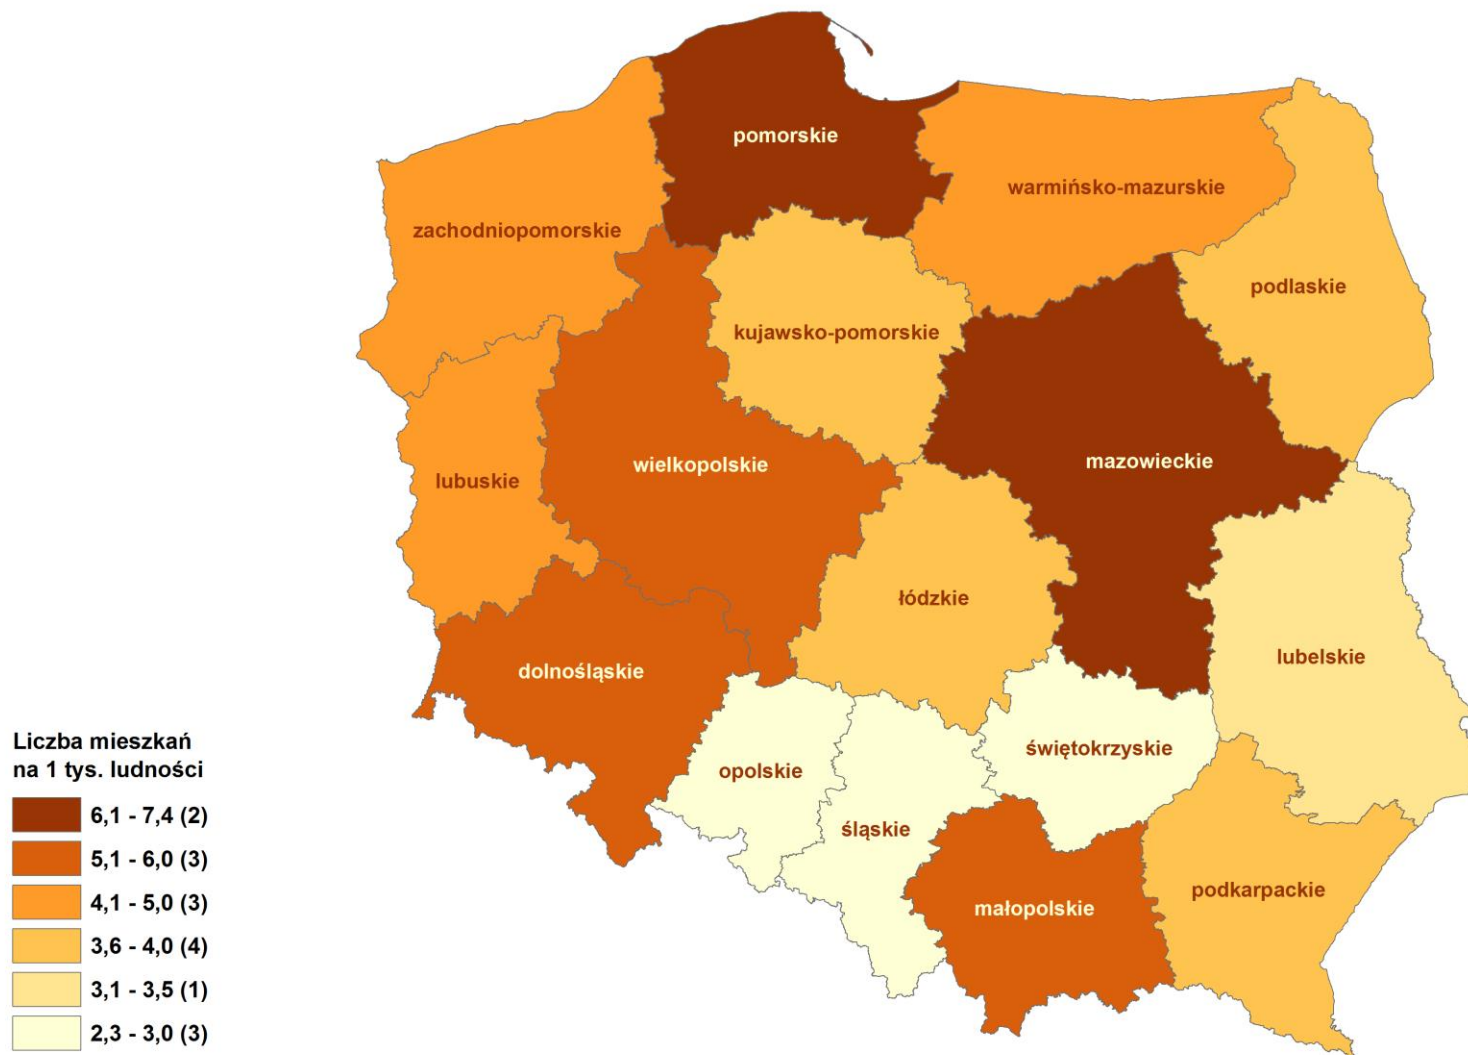 pomorskie
warmińsko-mazurskie
zachodniopomorskie
podlaskie
kujawsko-pomorskie
wielkopolskie
mazowieckie
lubuskie
łódzkie
lubelskie
dolnośląskie
świętokrzyskie
opolskie
śląskie
podkarpackie
małopolskie
Liczba mieszkań
na 1 tys. ludności
6,1 - 7,4 (2)
5,1 - 6,0 (3)
4,1 - 5,0 (3)
3,6 - 4,0 (4)
3,1 - 3,5 (1)
2,3 - 3,0 (3)